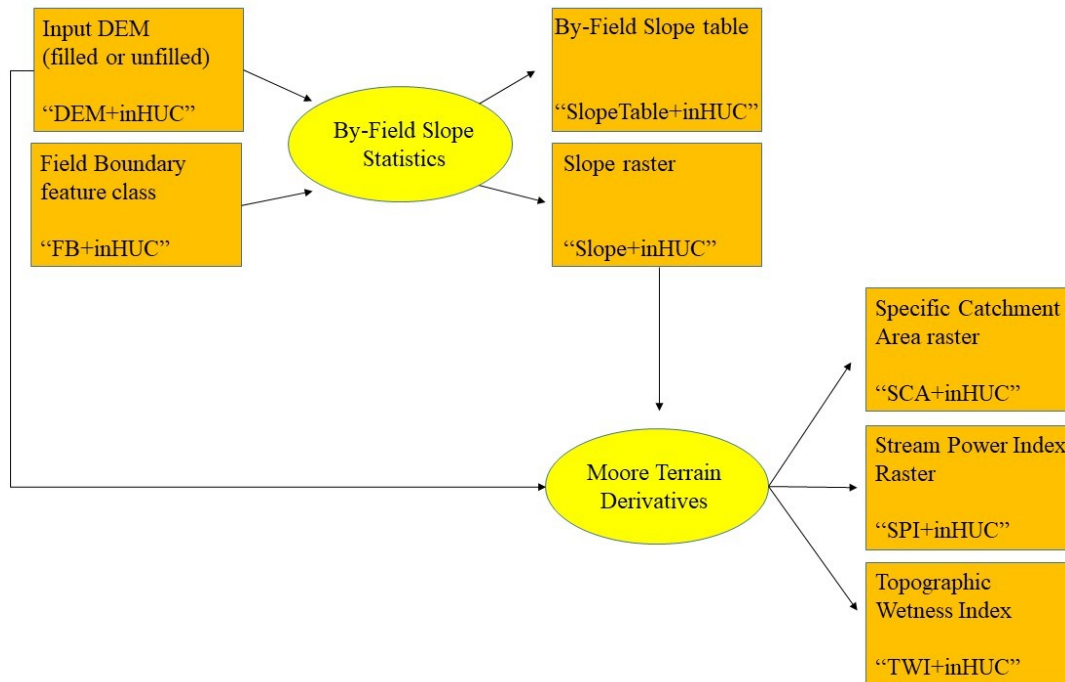 Input DEM
(filled or unfilled)
“DEM+inHUC”
Field Boundary
feature class
“FB+inHUC”
By-Field Slope
Statistics
By-Field Slope table
“SlopeTable+inHUC”
Slope raster
“Slope+inHUC”
Moore Terrain
Derivatives
Specific Catchment
Area raster
“SCA+inHUC”
Stream Power Index
Raster
“SPI+inHUC”
Topographic
Wetness Index
“TWI+inHUC”